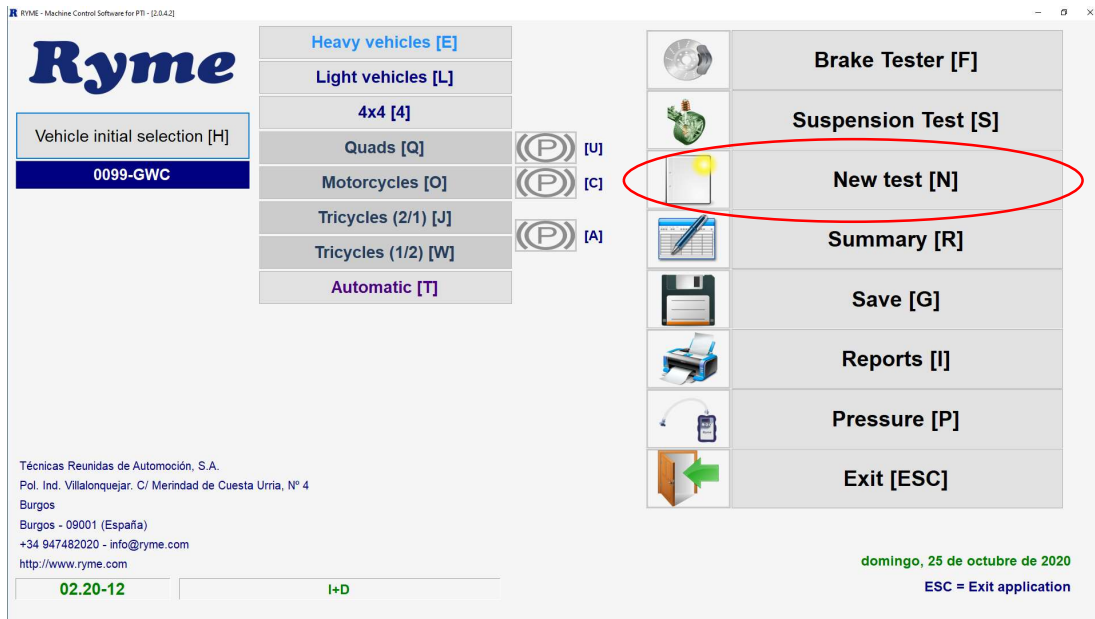 RYME - Machine Control Software for PTI - [2.0.4.2]
Ryme
Vehicle initial selection [H]
0099-GWC
Heavy vehicles [E]
Light vehicles [L]
4x4 [4]
Quads [Q]
(P) [U]
Motorcycles [O]
(P) [C]
Tricycles (2/1) [J]
Tricycles (1/2) [W]
(P) [A]
Automatic [T]
Brake Tester [F]
Suspension Test [S]
New test [N]
Summary [R]
Save [G]
Reports [I]
Pressure [P]
Exit [ESC]
Técnicas Reunidas de Automoción, S.A.
Pol. Ind. Villalonquejar. C/ Merindad de Cuesta Urria, Nº 4
Burgos
Burgos - 09001 (España)
+34 947482020 - info@ryme.com
http://www.ryme.com
02.20-12
I+D
domingo, 25 de octubre de 2020
ESC = Exit application